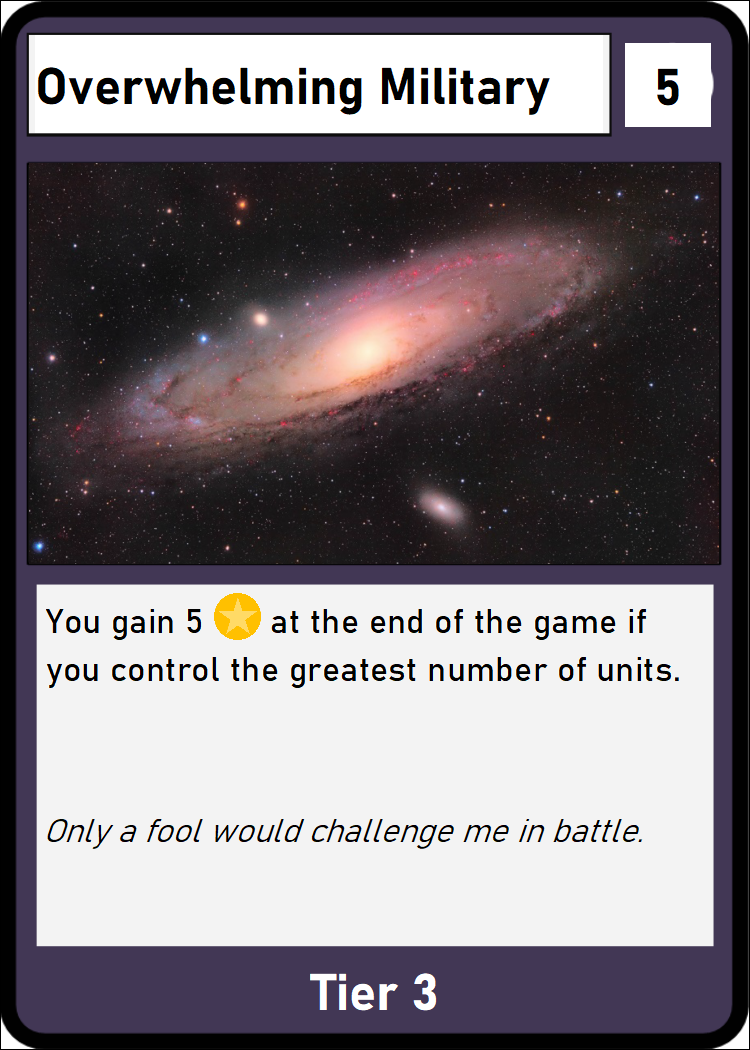 Overwhelming Military
5
You gain 5 at the end of the game if
you control the greatest number of units.
Only a fool would challenge me in battle.
Tier 3